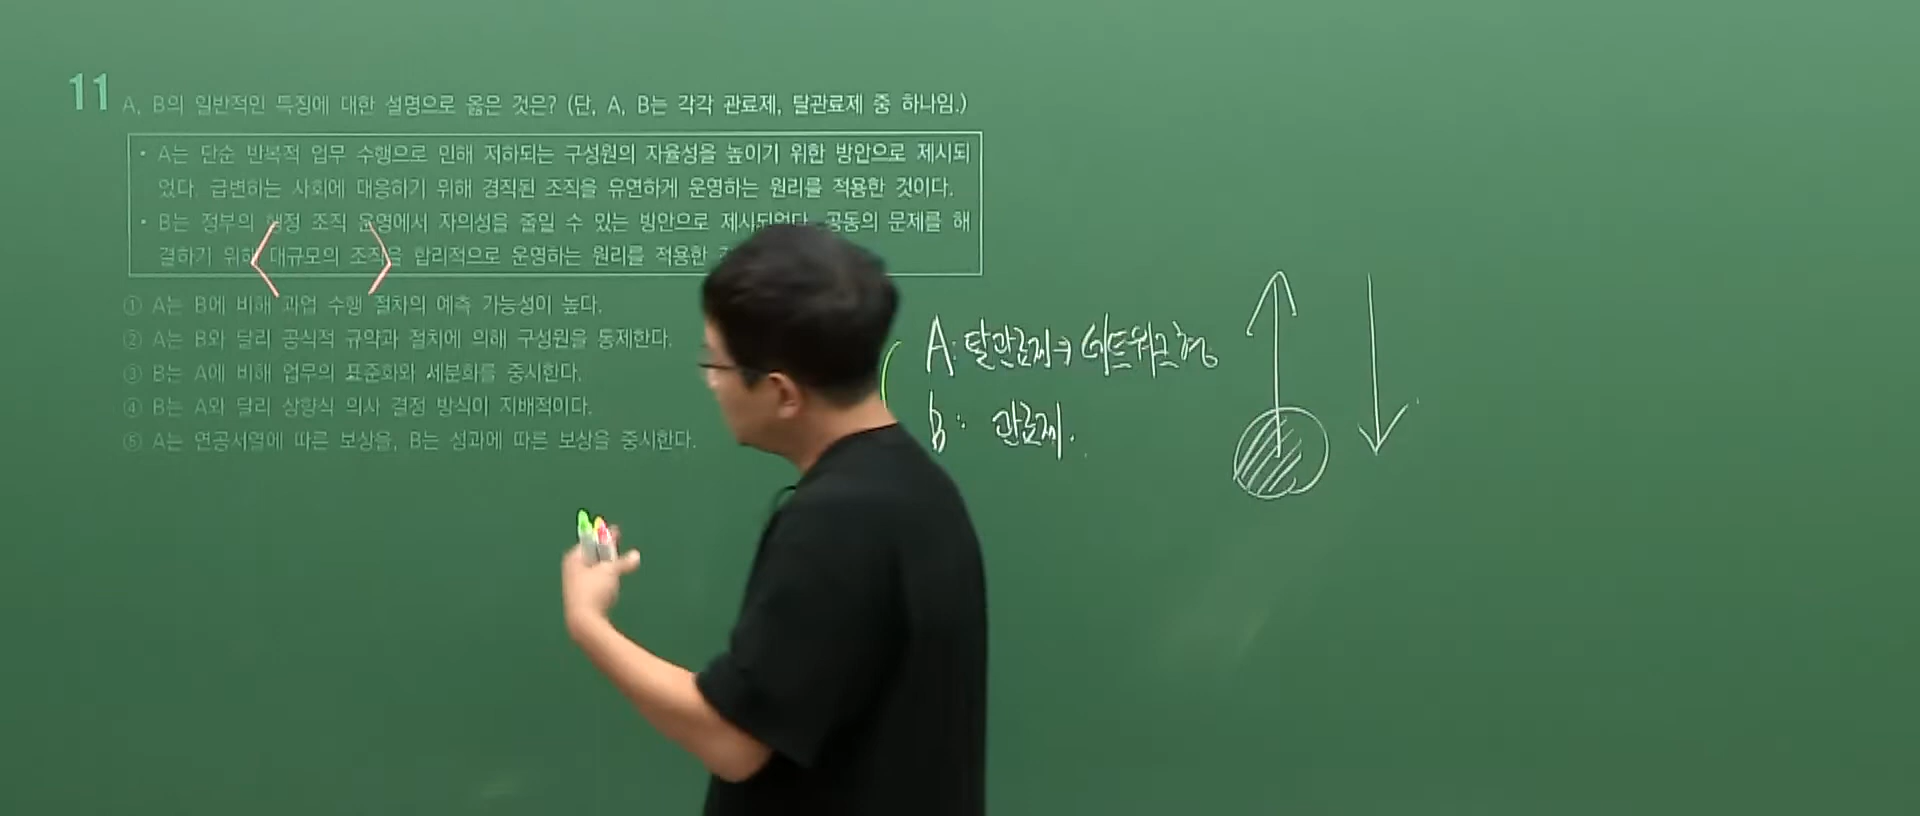 11
A, B의 일반적인 특징에 대한 설명으로 옳은 것은? (단, A, B는 각각 관료제, 탈관료제 중 하나임.)
• A는 단순 반복적 업무 수행으로 인해 저하되는 구성원의 자율성을 높이기 위한 방안으로 제시되
었다. 급변하는 사회에 대응하기 위해 경직된 조직을 유연하게 운영하는 원리를 적용한 것이다.
• B는 정부의 행정 조직 운영에서 자의성을 줄일 수 있는 방안으로 제시되었다. 공동의 문제를 해
결하기 위해 대규모의 조직을 합리적으로 운영하는 원리를 적용한
① A는 B에 비해 과업 수행 절차의 예측 가능성이 높다.
② A는 B와 달리 공식적 규약과 절차에 의해 구성원을 통제한다.
③ B는 A에 비해 업무의 표준화와 세분화를 중시한다.
④ B는 A와 달리 상향식 의사 결정 방식이 지배적이다.
⑤ A는 연공서열에 따른 보상을, B는 성과에 따른 보상을 중시한다.
A: 탈관료제→ 네트워크형
B: 관료제.